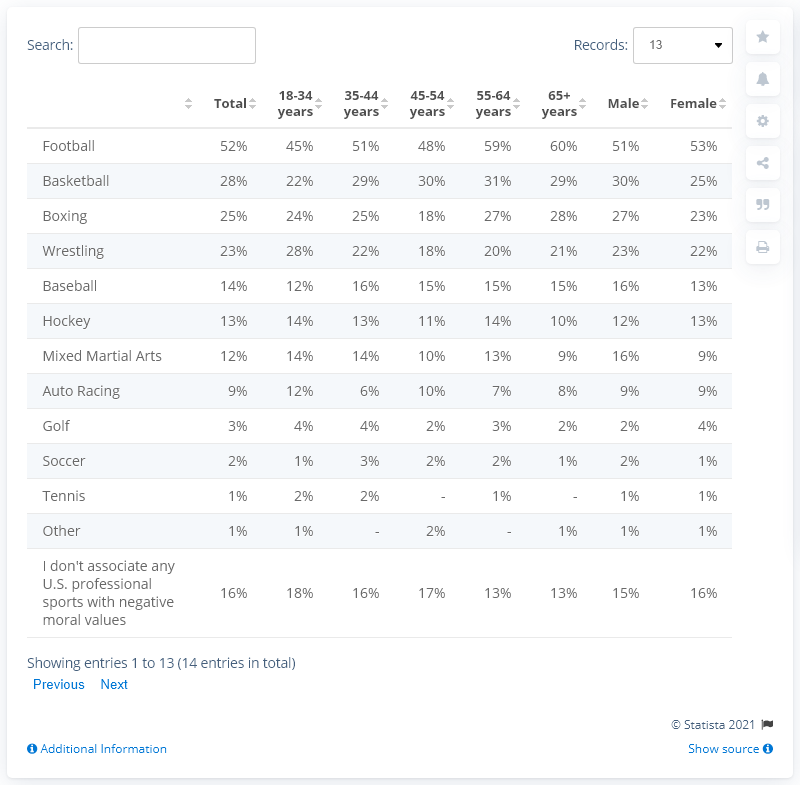 Search:
Records: 13
Total 18-34 years 35-44 years 45-54 years 55-64 years 65+ years Male Female
Football 52% 45% 51% 48% 59% 60% 51% 53%
Basketball 28% 22% 29% 30% 31% 29% 30% 25%
Boxing 25% 24% 25% 18% 27% 28% 27% 23%
Wrestling 23% 28% 22% 18% 20% 21% 23% 22%
Baseball 14% 12% 16% 15% 15% 15% 16% 13%
Hockey 13% 14% 13% 11% 14% 10% 12% 13%
Mixed Martial Arts 12% 14% 14% 10% 13% 9% 16% 9%
Auto Racing 9% 12% 6% 10% 7% 8% 9% 9%
Golf 3% 4% 4% 2% 3% 2% 2% 4%
Soccer 2% 1% 3% 2% 2% 1% 2% 1%
Tennis 1% 2% 2% - 1% - 1% 1%
Other 1% 1% - 2% - 1% 1% 1%
I don't associate any
U.S. professional
sports with negative
moral values
16% 18% 16% 17% 13% 13% 15% 16%
Showing entries 1 to 13 (14 entries in total)
Previous Next
© Statista 2021
Additional Information
Show source